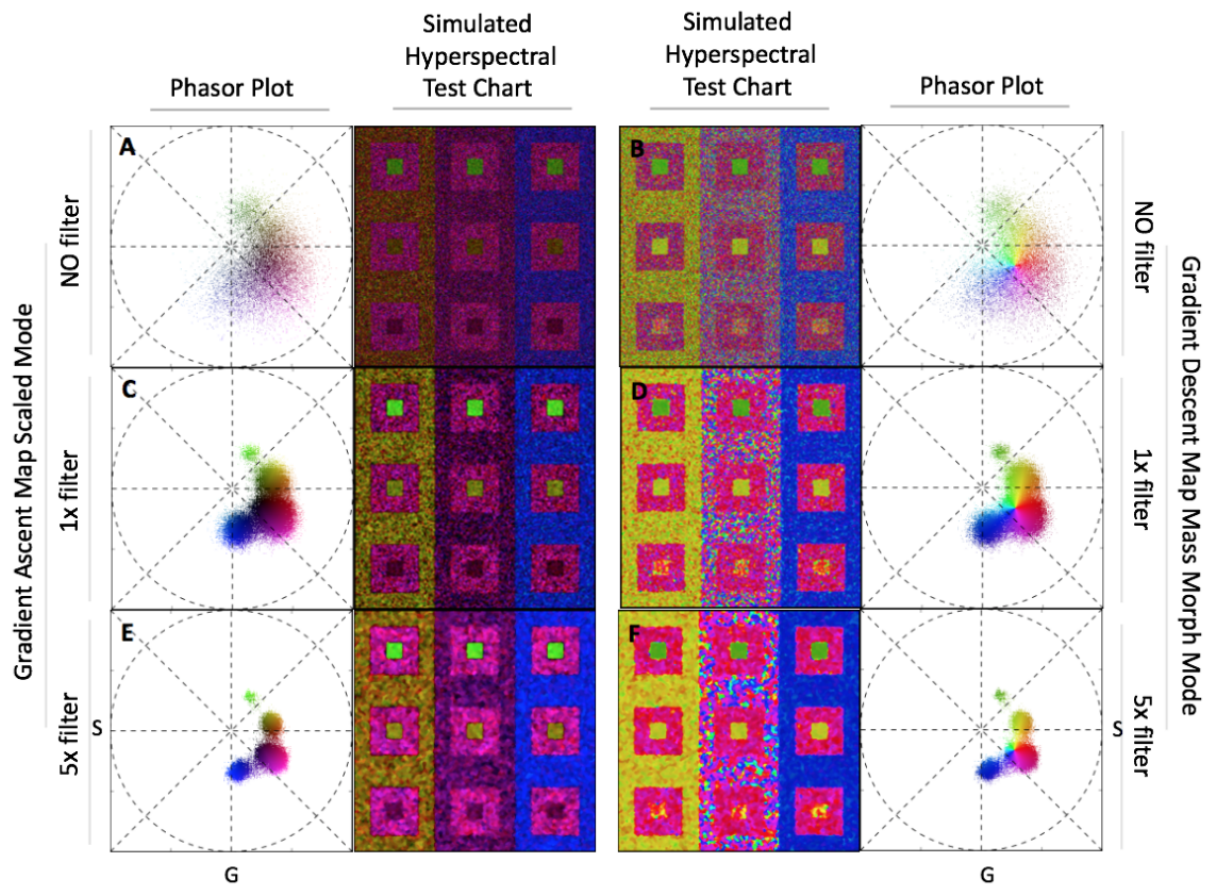 Simulated
Hyperspectral
Test Chart
Phasor Plot
Simulated
Hyperspectral
Test Chart
Phasor Plot
Gradient Ascent Map Scaled Mode
NO filter
A
B
NO filter
Gradient Descent Map Mass Morph Mode
1x filter
C
D
1x filter
5x filter
E
F
5x filter
S
S
G
G